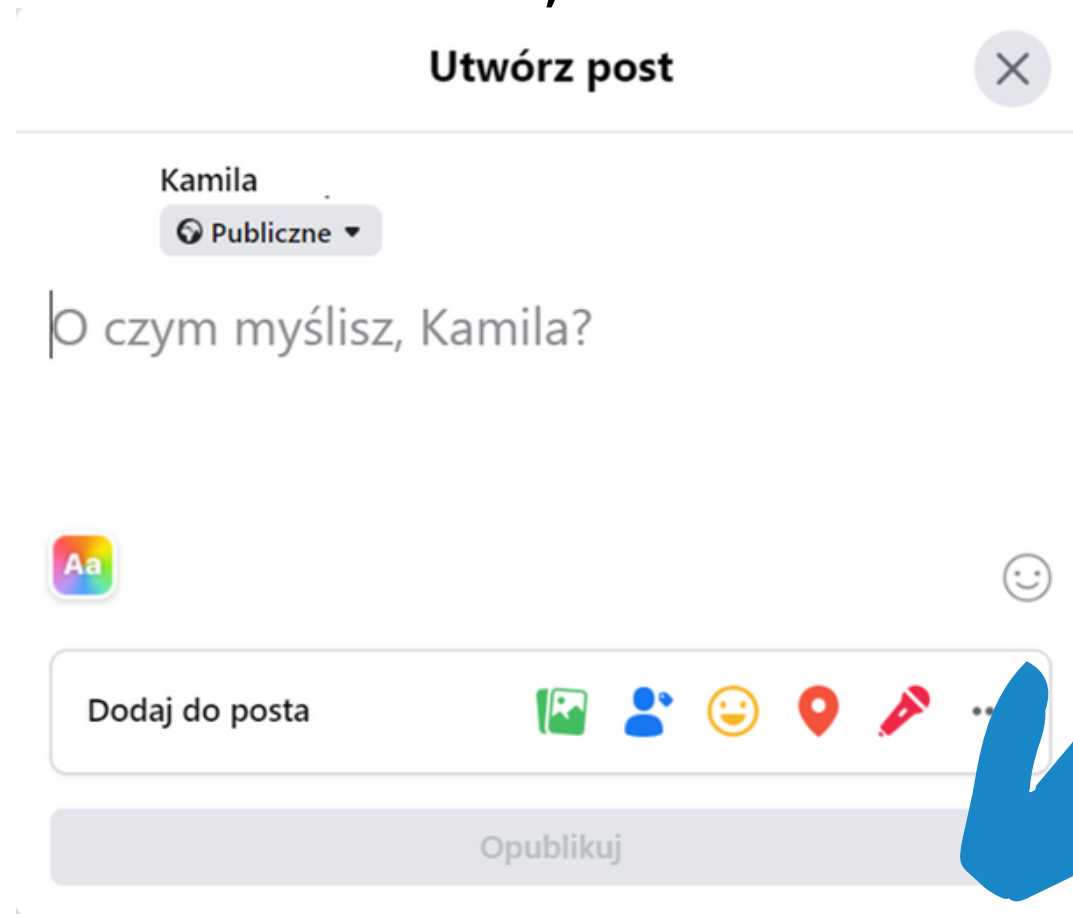 Utwórz post
Kamila
Publiczne
O czym myślisz, Kamila?
Aa
Dodaj do posta
Opublikuj